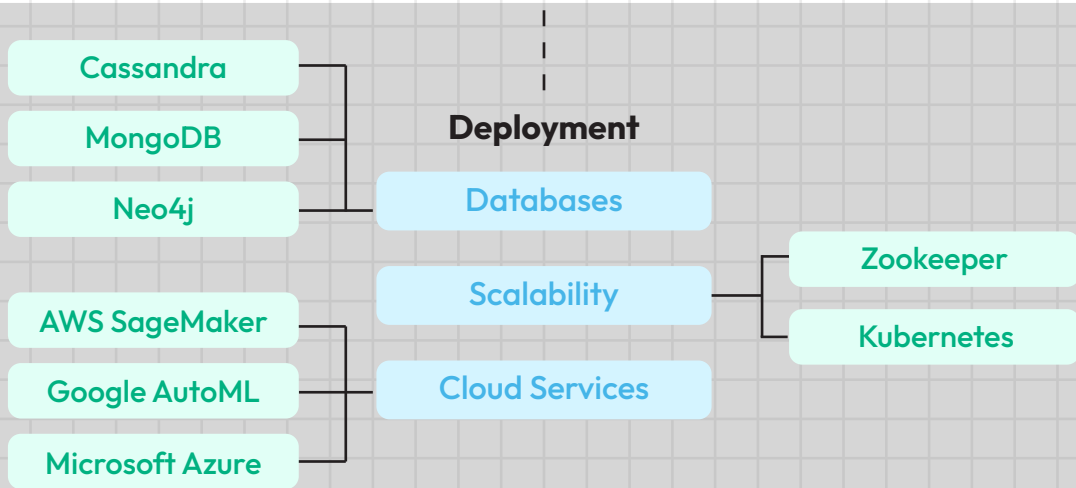 Deployment
Cassandra
MongoDB
Neo4j
Databases
Scalability
Zookeeper
Kubernetes
AWS SageMaker
Google AutoML
Microsoft Azure
Cloud Services